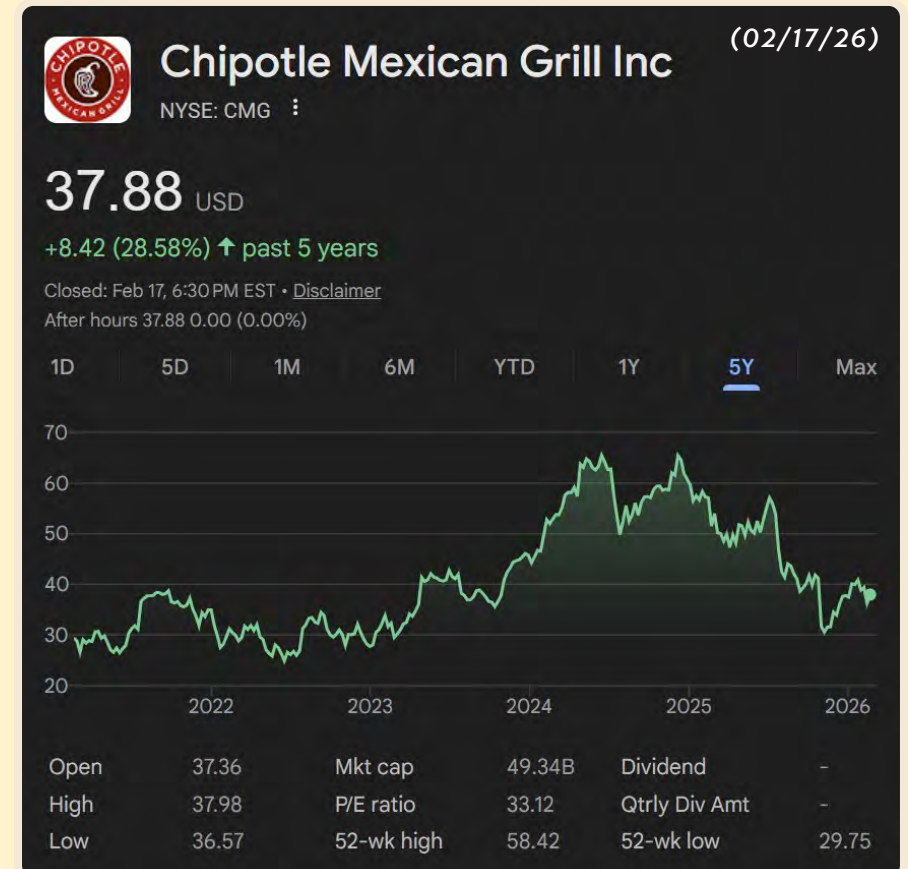 (02/17/26)
CHIPOTLE
MEXICAN GRILL
Chipotle Mexican Grill Inc
NYSE: CMG
37.88 USD
+8.42 (28.58%) ↑ past 5 years
Closed: Feb 17, 6:30 PM EST • Disclaimer
After hours 37.88 0.00 (0.00%)
1D 5D 1M 6M YTD 1Y 5Y Max
70
60
50
40
30
20
2022 2023 2024 2025 2026
Open 37.36 Mkt cap 49.34B Dividend -
High 37.98 P/E ratio 33.12 Qtrly Div Amt -
Low 36.57 52-wk high 58.42 52-wk low 29.75